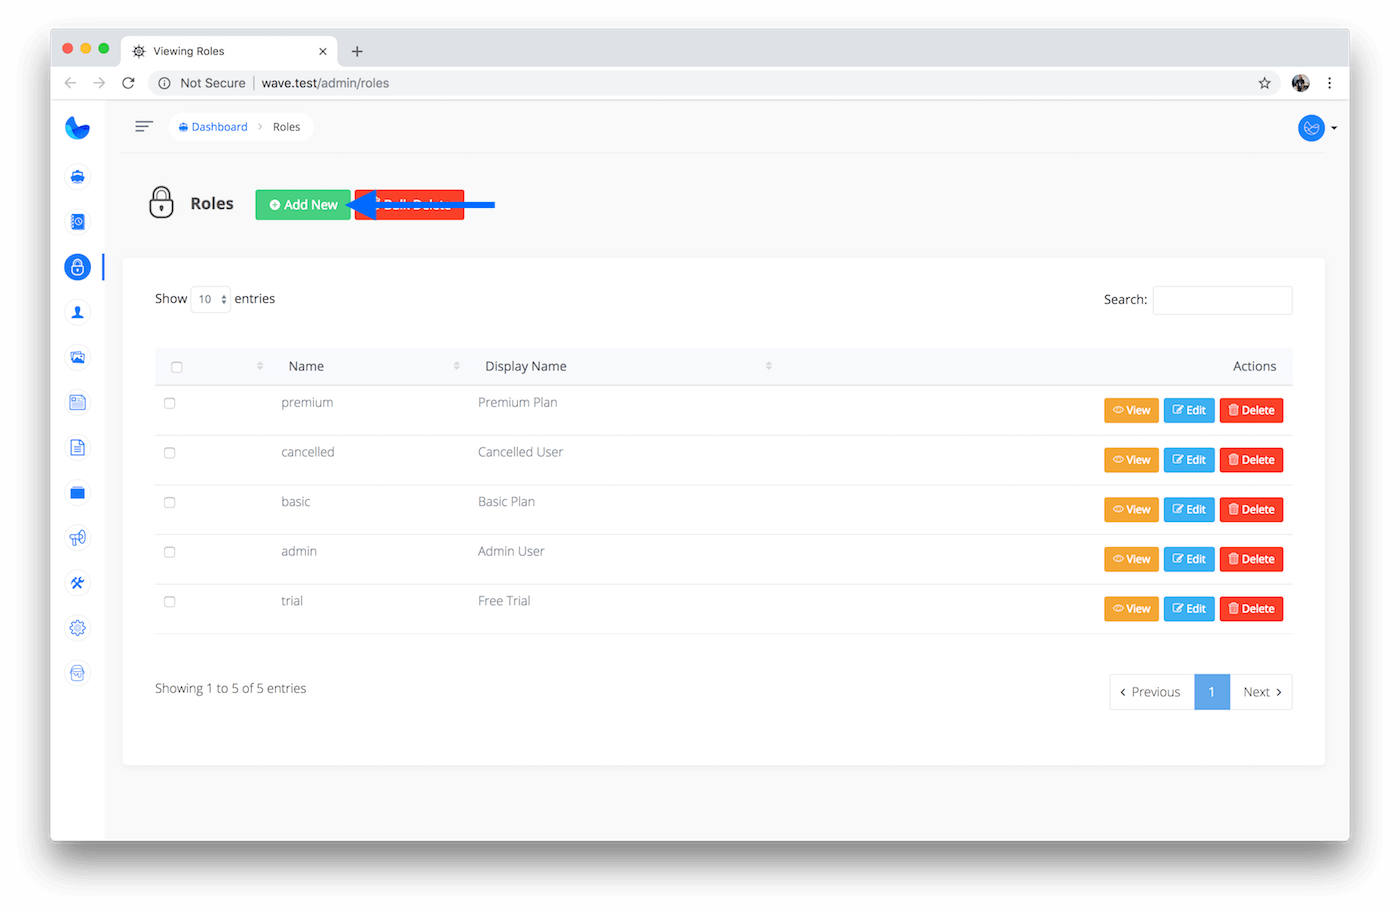 Viewing Roles
Not Secure wave.test/admin/roles
Dashboard Roles
Roles Add New Bulk Delete
Show 10 entries Search:
Name Display Name Actions
premium Premium Plan View Edit Delete
cancelled Cancelled User View Edit Delete
basic Basic Plan View Edit Delete
admin Admin User View Edit Delete
trial Free Trial View Edit Delete
Showing 1 to 5 of 5 entries Previous 1 Next